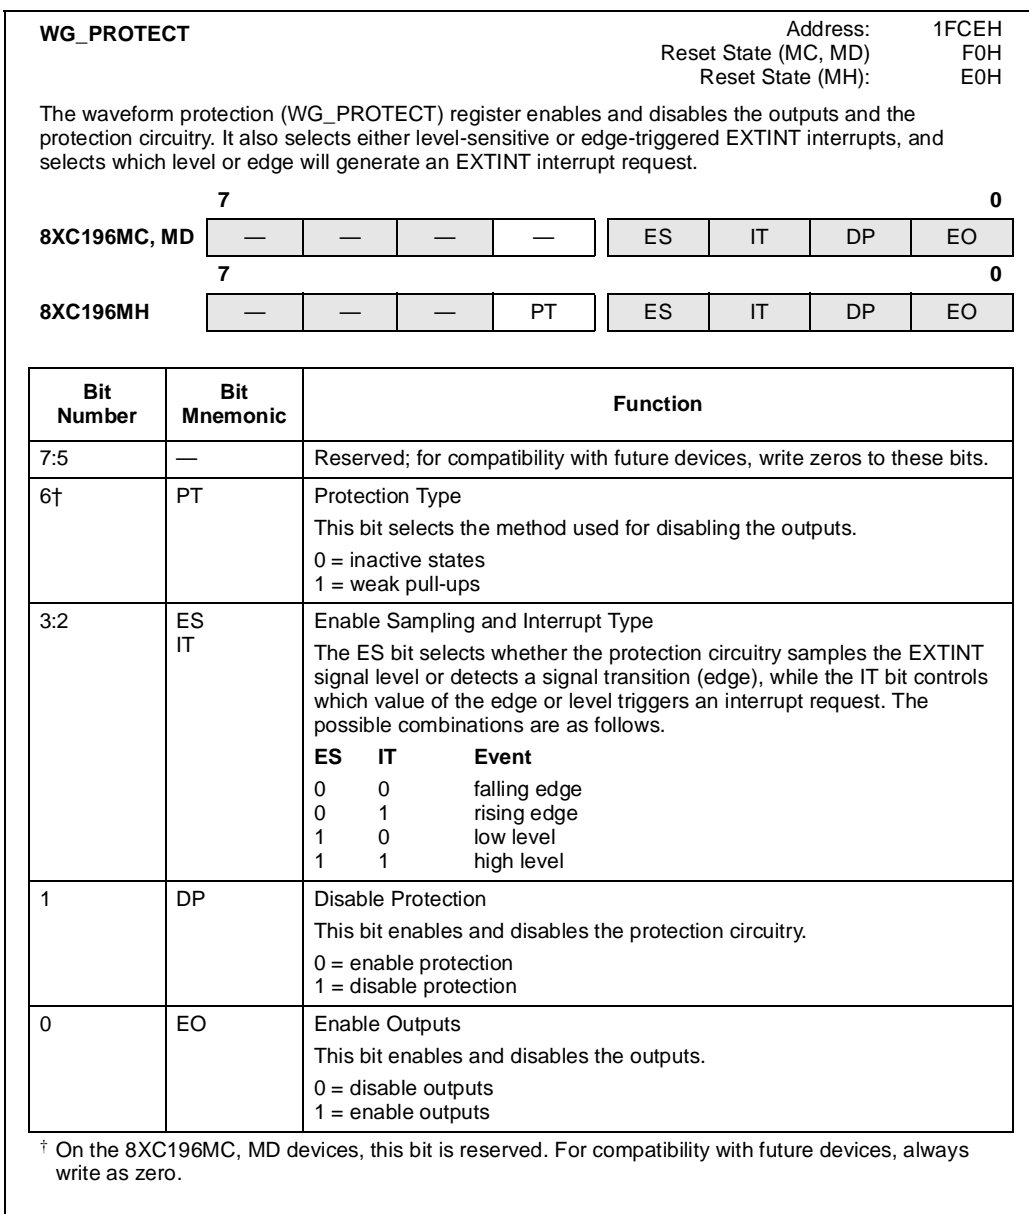 WG_PROTECT
Address: 1FCEH
Reset State (MC, MD) F0H
Reset State (MH): E0H
The waveform protection (WG_PROTECT) register enables and disables the outputs and the
protection circuitry. It also selects either level-sensitive or edge-triggered EXTINT interrupts, and
selects which level or edge will generate an EXTINT interrupt request.
7 0
8XC196MC, MD — — — — ES IT DP EO
7 0
8XC196MH — — — PT ES IT DP EO
Bit Number Bit Mnemonic Function
7:5 — Reserved; for compatibility with future devices, write zeros to these bits.
6† PT Protection Type
This bit selects the method used for disabling the outputs.
0 = inactive states
1 = weak pull-ups
3:2 ES Enable Sampling and Interrupt Type
IT
The ES bit selects whether the protection circuitry samples the EXTINT
signal level or detects a signal transition (edge), while the IT bit controls
which value of the edge or level triggers an interrupt request. The
possible combinations are as follows.
ES IT Event
0 0 falling edge
0 1 rising edge
1 0 low level
1 1 high level
1 DP Disable Protection
This bit enables and disables the protection circuitry.
0 = enable protection
1 = disable protection
0 EO Enable Outputs
This bit enables and disables the outputs.
0 = disable outputs
1 = enable outputs
† On the 8XC196MC, MD devices, this bit is reserved. For compatibility with future devices, always
write as zero.